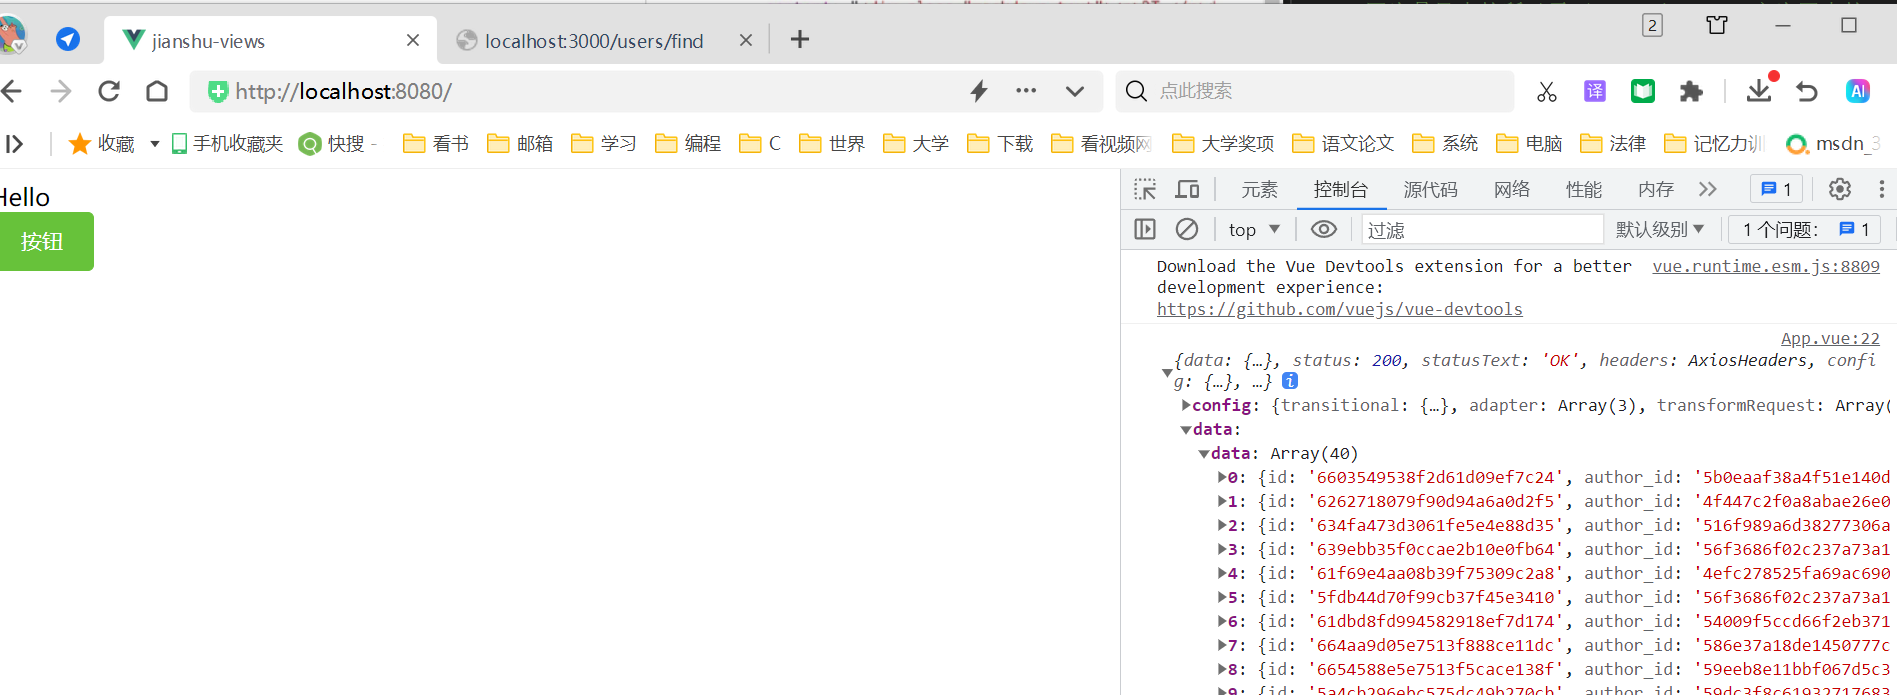 jianshu-views
localhost:3000/users/find
2
http://localhost:8080/
点此搜索
译
AI
收藏 手机收藏夹 快搜 - 看书 邮箱 学习 编程 C 世界 大学 下载 看视频网 大学奖项 语文论文 系统 电脑 法律 记忆力训 msdn_3
Hello
按钮
元素 控制台 源代码 网络 性能 内存 1
top 过滤 默认级别 1 个问题: 1
Download the Vue Devtools extension for a better vue.runtime.esm.js:8809
development experience:
https://github.com/vuejs/vue-devtools
App.vue:22
{data: {…}, status: 200, statusText: 'OK', headers: AxiosHeaders, confi
g: {…}, …} i
config: {transitional: {…}, adapter: Array(3), transformRequest: Array(
data:
data: Array(40)
0: {id: '6603549538f2d61d09ef7c24', author_id: '5b0eaaf38a4f51e140d
1: {id: '6262718079f90d94a6a0d2f5', author_id: '4f447c2f0a8abae26e0
2: {id: '634fa473d3061fe5e4e88d35', author_id: '516f989a6d38277306a
3: {id: '639ebb35f0ccae2b10e0fb64', author_id: '56f3686f02c237a73a1
4: {id: '61f69e4aa08b39f75309c2a8', author_id: '4efc278525fa69ac690
5: {id: '5fdb44d70f99cb37f45e3410', author_id: '56f3686f02c237a73a1
6: {id: '61dbd8fd994582918ef7d174', author_id: '54009f5ccd66f2eb371
7: {id: '664aa9d05e7513f888ce11dc', author_id: '586e37a18de1450777c
8: {id: '6654588e5e7513f5cace138f', author_id: '59eeb8e11bbf067d5c3